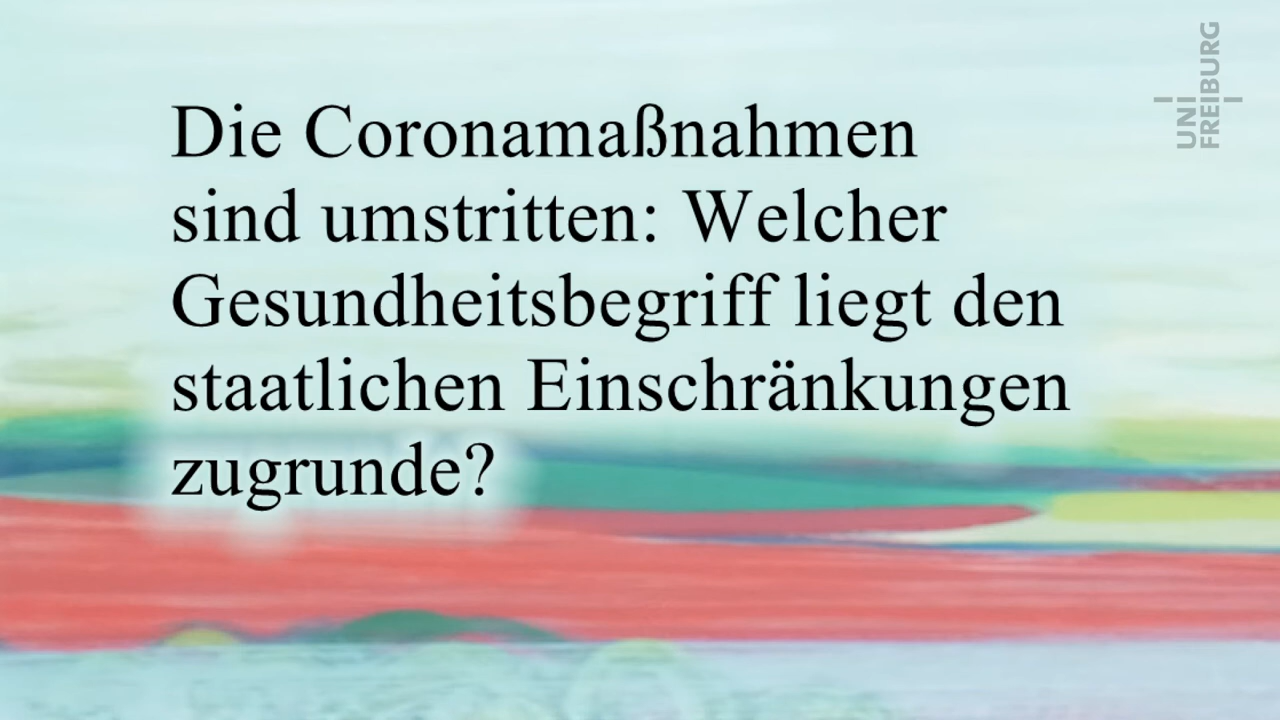 Die Coronamaßnahmen
sind umstritten: Welcher
Gesundheitsbegriff liegt den
staatlichen Einschränkungen
zugrunde?
UNI
FREIBURG